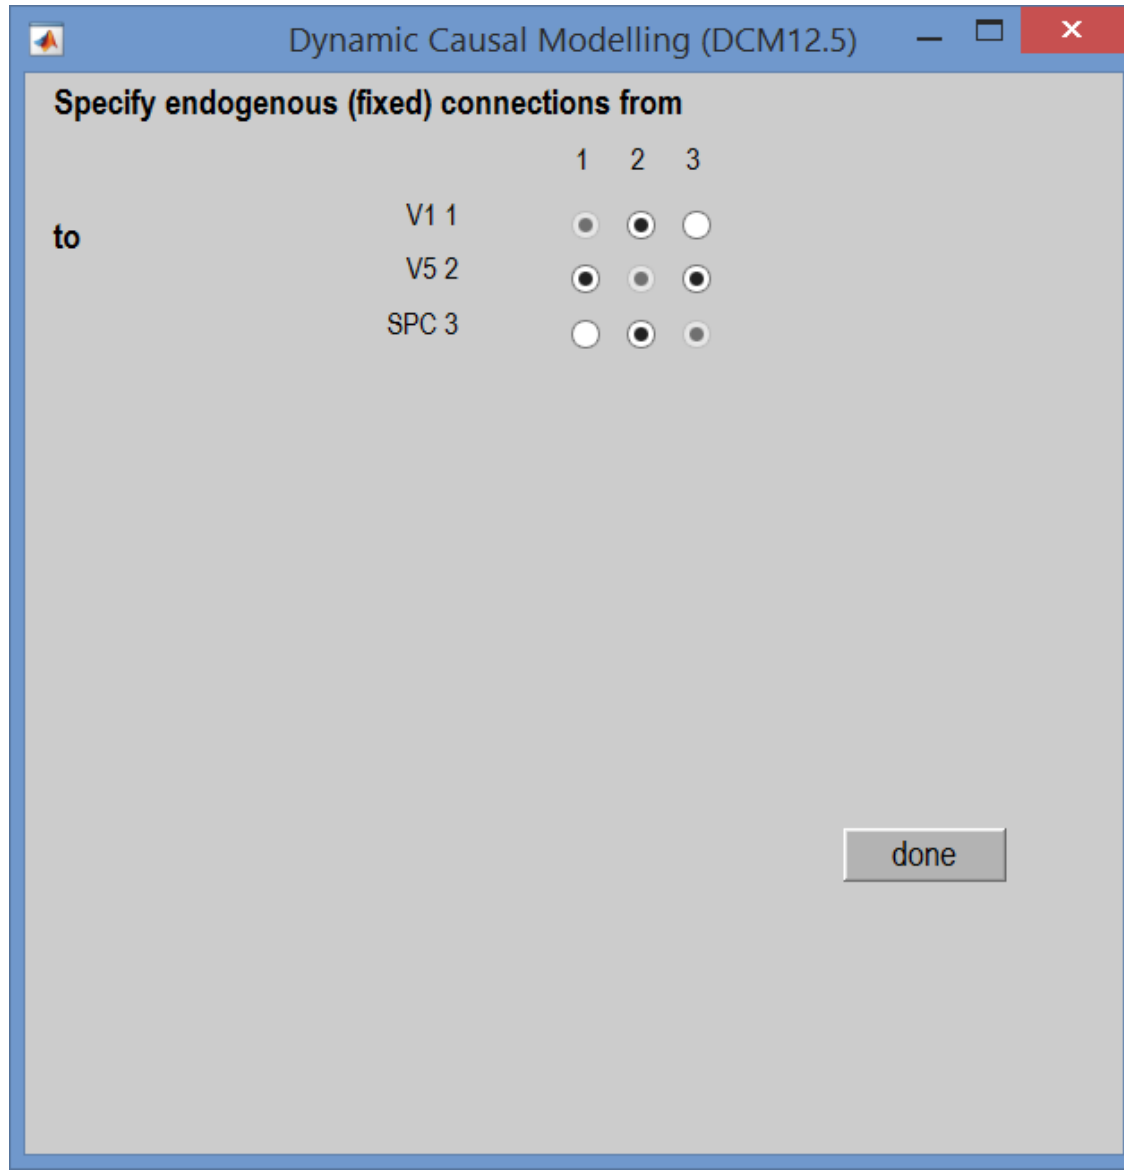 Dynamic Causal Modelling (DCM12.5)
Specify endogenous (fixed) connections from
1 2 3
to
V1 1
V5 2
SPC 3
done